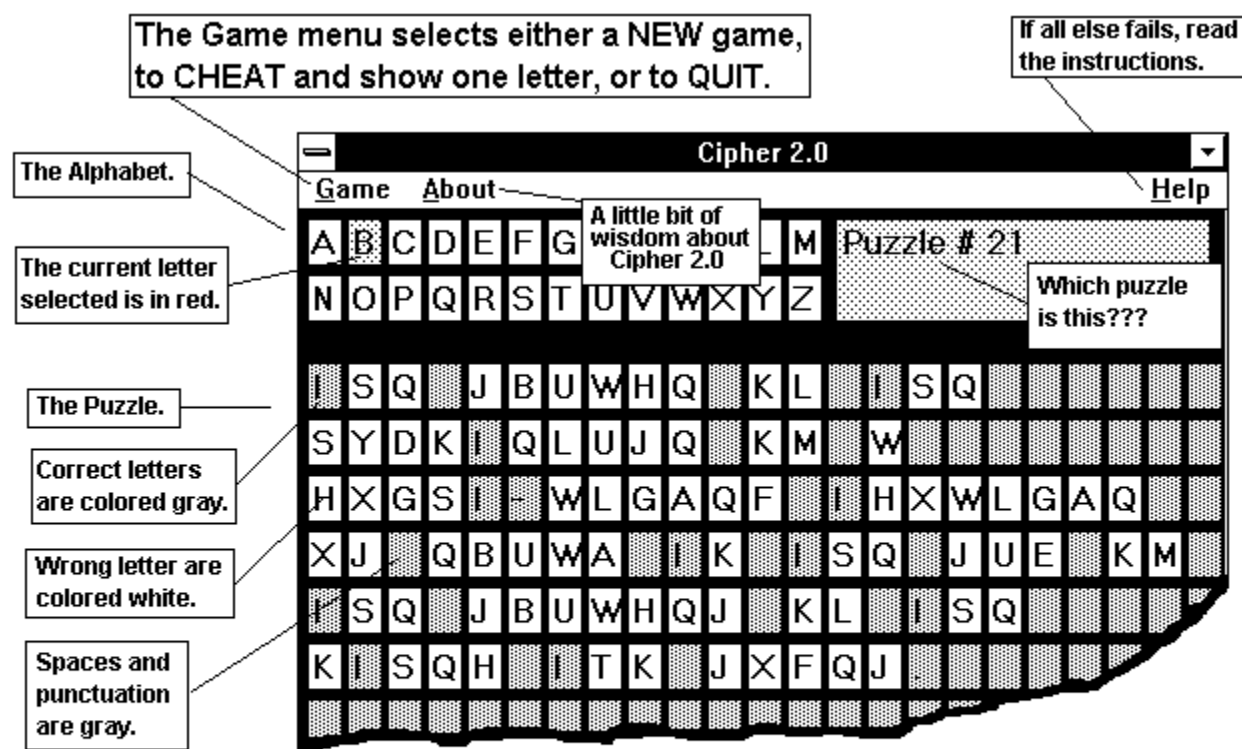 The Game menu selects either a NEW game,
to CHEAT and show one letter, or to QUIT.
If all else fails, read
the instructions.
Cipher 2.0
The Alphabet.
Game About Help
A little bit of
wisdom about
Cipher 2.0
A B C D E F G L M
Puzzle # 21
The current letter
selected is in red.
N O P Q R S T U V W X Y Z
Which puzzle
is this???
The Puzzle.
I S Q J B U W H Q K L I S Q
S Y D K I Q L U J Q K M W
Correct letters
are colored gray.
H X G S I - W L G A Q F I H X W L G A Q
Wrong letter are
colored white.
X J Q B U W A I K I S Q J U E K M
I S Q J B U W H Q J K L I S Q
Spaces and
punctuation
are gray.
K I S Q H I T K J X F Q J .